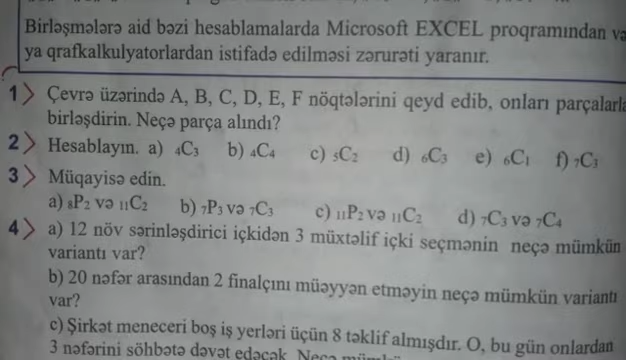 Birləşmələrə aid bəzi hesablamalarda Microsoft EXCEL proqramından və
ya qrafkalkulyatorlardan istifadə edilməsi zərurəti yaranır.
1 Çevrə üzərində A, B, C, D, E, F nöqtələrini qeyd edib, onları parçalarla
birləşdirin. Neçə parça alındı?
2 Hesablayın. a) ₄C₃ b) ₄C₄ c) ₅C₂ d) ₆C₃ e) ₆C₁ f) ₇C₃
3 Müqayisə edin.
a) ₈P₂ və ₁₁C₂ b) ₇P₃ və ₇C₃ c) ₁₁P₂ və ₁₁C₂ d) ₇C₃ və ₇C₄
4 a) 12 növ sərinləşdirici içkidən 3 müxtəlif içki seçmənin neçə mümkün
variantı var?
b) 20 nəfər arasından 2 finalçını müəyyən etməyin neçə mümkün variantı
var?
c) Şirkət meneceri boş iş yerləri üçün 8 təklif almışdır. O, bu gün onlardan
3 nəfərini söhbətə dəvət edəcək. Neçə